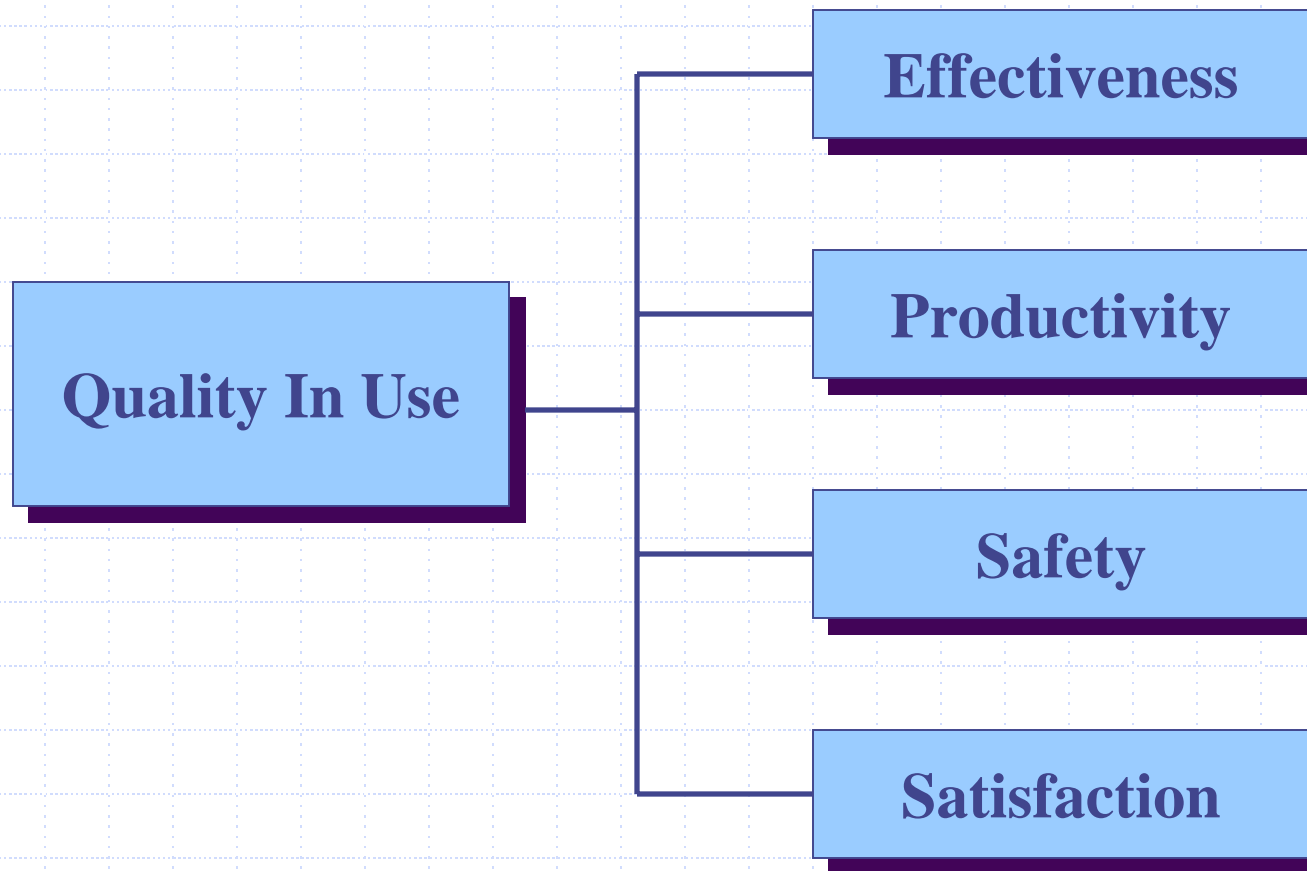 Effectiveness
Productivity
Quality In Use
Safety
Satisfaction